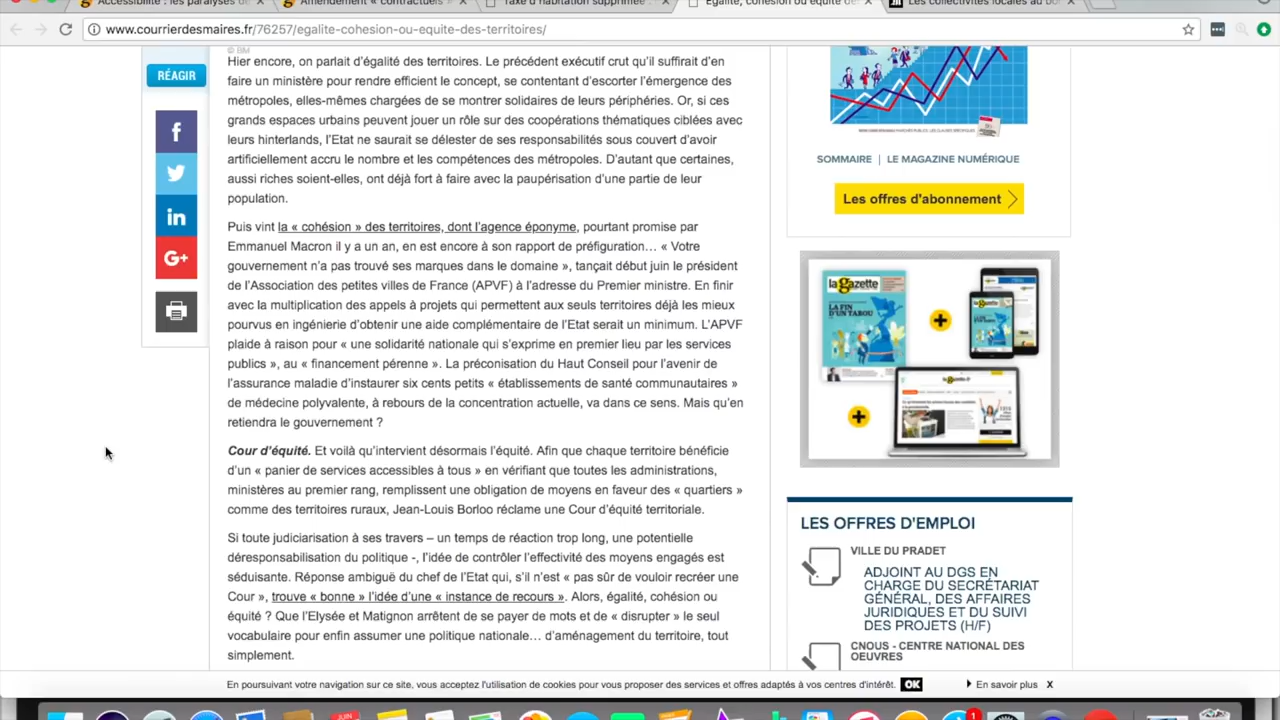 Accessibilité : les paralysés de
Amendement « contractuels »
Taxe d'habitation supprimée
Egalité, cohésion ou équité de
Les collectivités locales au bo
www.courrierdesmaires.fr/76257/egalite-cohesion-ou-equite-des-territoires/
© BM
RÉAGIR
Hier encore, on parlait d'égalité des territoires. Le précédent exécutif crut qu'il suffirait d'en
faire un ministère pour rendre efficient le concept, se contentant d'escorter l'émergence des
métropoles, elles-mêmes chargées de se montrer solidaires de leurs périphéries. Or, si ces
grands espaces urbains peuvent jouer un rôle sur des coopérations thématiques ciblées avec
leurs hinterlands, l'Etat ne saurait se délester de ses responsabilités sous couvert d'avoir
artificiellement accru le nombre et les compétences des métropoles. D'autant que certaines,
aussi riches soient-elles, ont déjà fort à faire avec la paupérisation d'une partie de leur
population.
Puis vint la « cohésion » des territoires, dont l'agence éponyme, pourtant promise par
Emmanuel Macron il y a un an, en est encore à son rapport de préfiguration… « Votre
gouvernement n'a pas trouvé ses marques dans le domaine », tançait début juin le président
de l'Association des petites villes de France (APVF) à l'adresse du Premier ministre. En finir
avec la multiplication des appels à projets qui permettent aux seuls territoires déjà les mieux
pourvus en ingénierie d'obtenir une aide complémentaire de l'Etat serait un minimum. L'APVF
plaide à raison pour « une solidarité nationale qui s'exprime en premier lieu par les services
publics », au « financement pérenne ». La préconisation du Haut Conseil pour l'avenir de
l'assurance maladie d'instaurer six cents petits « établissements de santé communautaires »
de médecine polyvalente, à rebours de la concentration actuelle, va dans ce sens. Mais qu'en
retiendra le gouvernement ?
Cour d'équité. Et voilà qu'intervient désormais l'équité. Afin que chaque territoire bénéficie
d'un « panier de services accessibles à tous » en vérifiant que toutes les administrations,
ministères au premier rang, remplissent une obligation de moyens en faveur des « quartiers »
comme des territoires ruraux, Jean-Louis Borloo réclame une Cour d'équité territoriale.
Si toute judiciarisation à ses travers – un temps de réaction trop long, une potentielle
déresponsabilisation du politique -, l'idée de contrôler l'effectivité des moyens engagés est
séduisante. Réponse ambiguë du chef de l'Etat qui, s'il n'est « pas sûr de vouloir recréer une
Cour », trouve « bonne » l'idée d'une « instance de recours ». Alors, égalité, cohésion ou
équité ? Que l'Elysée et Matignon arrêtent de se payer de mots et de « disrupter » le seul
vocabulaire pour enfin assumer une politique nationale… d'aménagement du territoire, tout
simplement.
SOMMAIRE | LE MAGAZINE NUMÉRIQUE
Les offres d'abonnement
la gazette
LA FIN
D'UN TABOU
LES OFFRES D'EMPLOI
VILLE DU PRADET
ADJOINT AU DGS EN
CHARGE DU SECRÉTARIAT
GÉNÉRAL, DES AFFAIRES
JURIDIQUES ET DU SUIVI
DES PROJETS (H/F)
CNOUS - CENTRE NATIONAL DES
OEUVRES
En poursuivant votre navigation sur ce site, vous acceptez l'utilisation de cookies pour vous proposer des services et offres adaptés à vos centres d'intérêt. OK En savoir plus X
JUIN
1